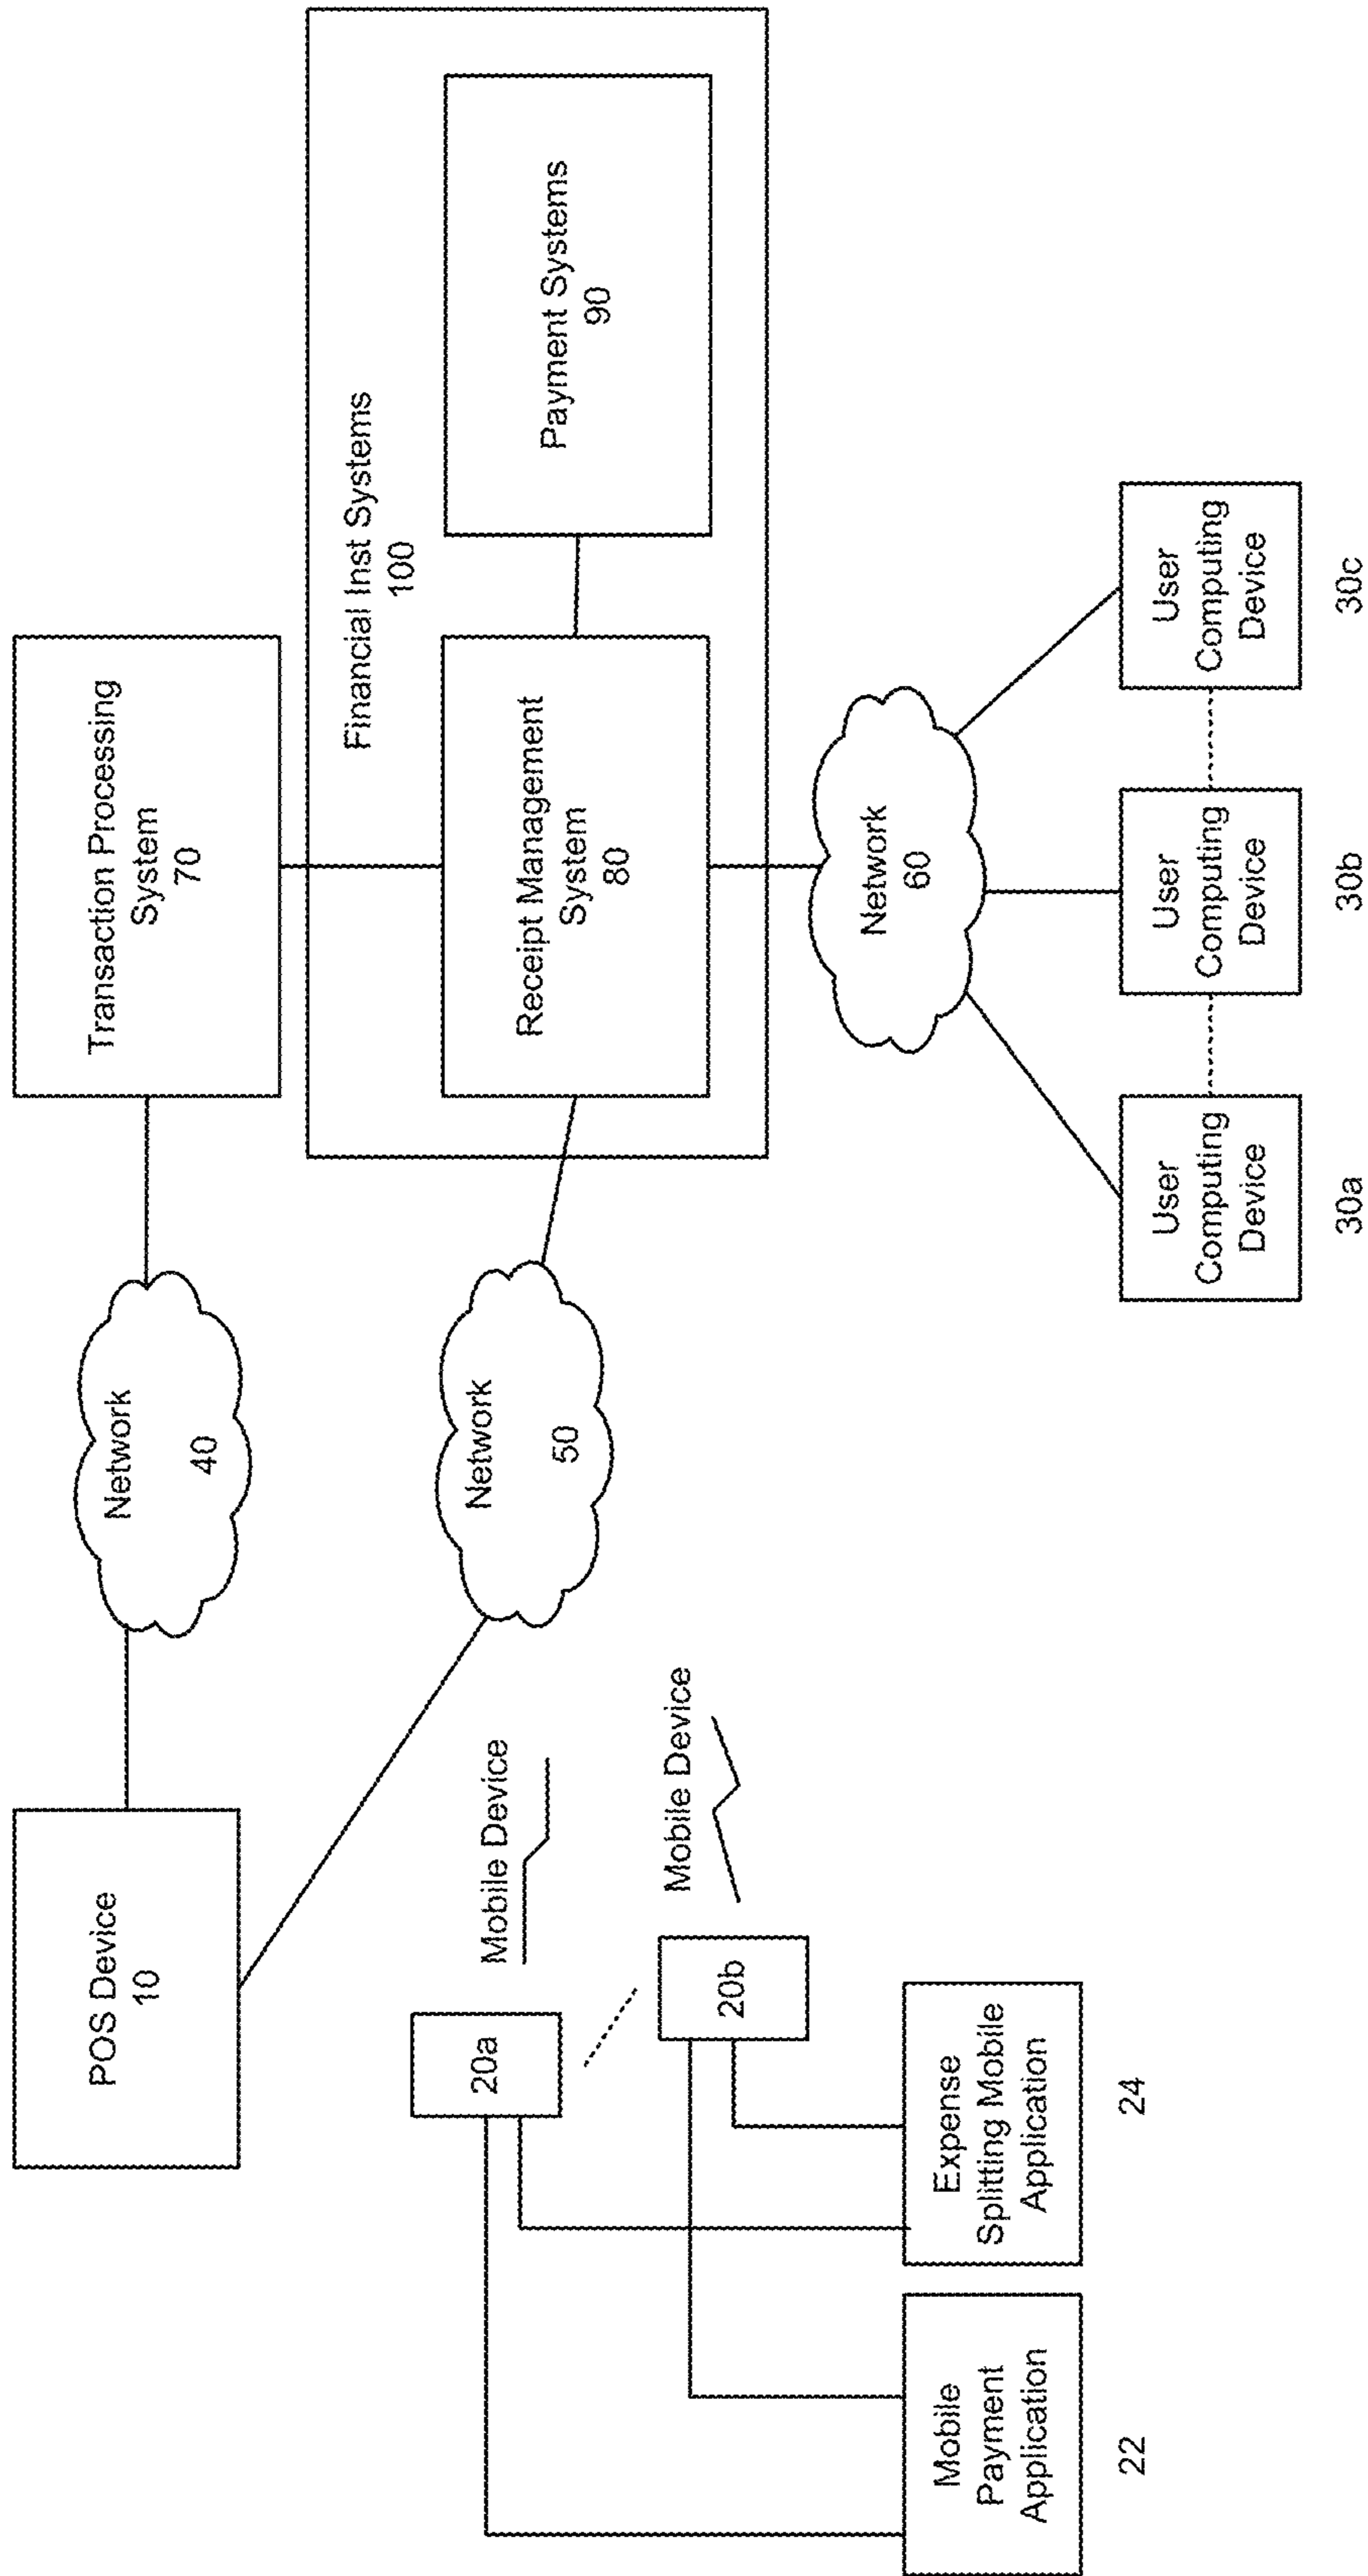 POS Device
10
Network
40
Transaction Processing
System
70
Financial Inst Systems
100
Mobile Device
20a
Network
50
Receipt Management
System
80
Payment Systems
90
Mobile Device
20b
Network
60
Mobile
Payment
Application
22
Expense
Splitting Mobile
Application
24
User
Computing
Device
30a
User
Computing
Device
30b
User
Computing
Device
30c